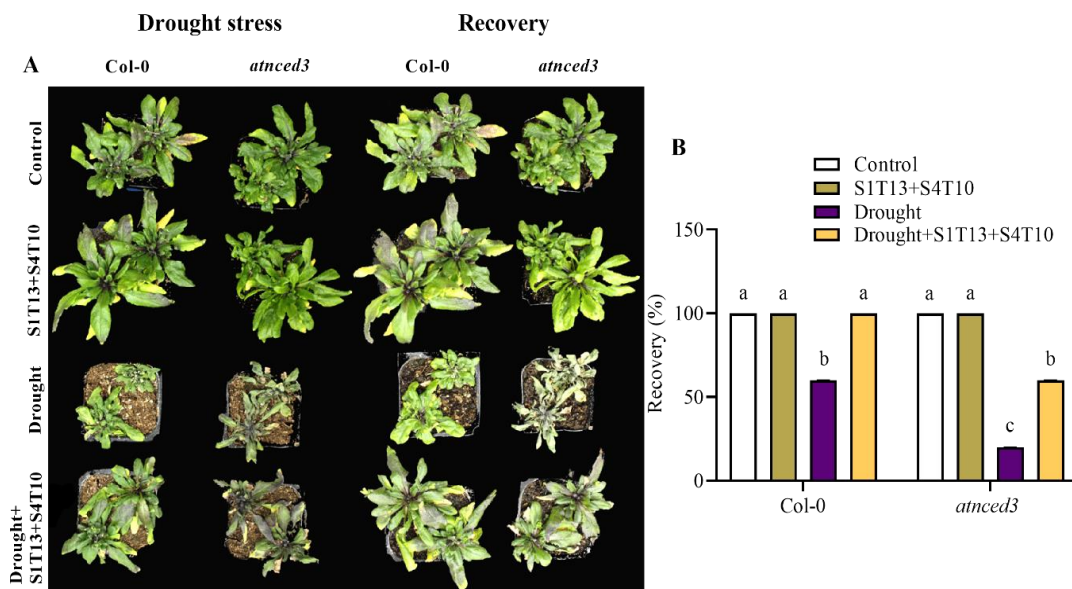 Drought stress
Recovery
A
Col-0
atnced3
Col-0
atnced3
Control
S1T13+S4T10
Drought
Drought+
S1T13+S4T10
B
Control
S1T13+S4T10
Drought
Drought+S1T13+S4T10
Recovery (%)
150
100
50
0
a
a
b
a
a
a
c
b
Col-0
atnced3